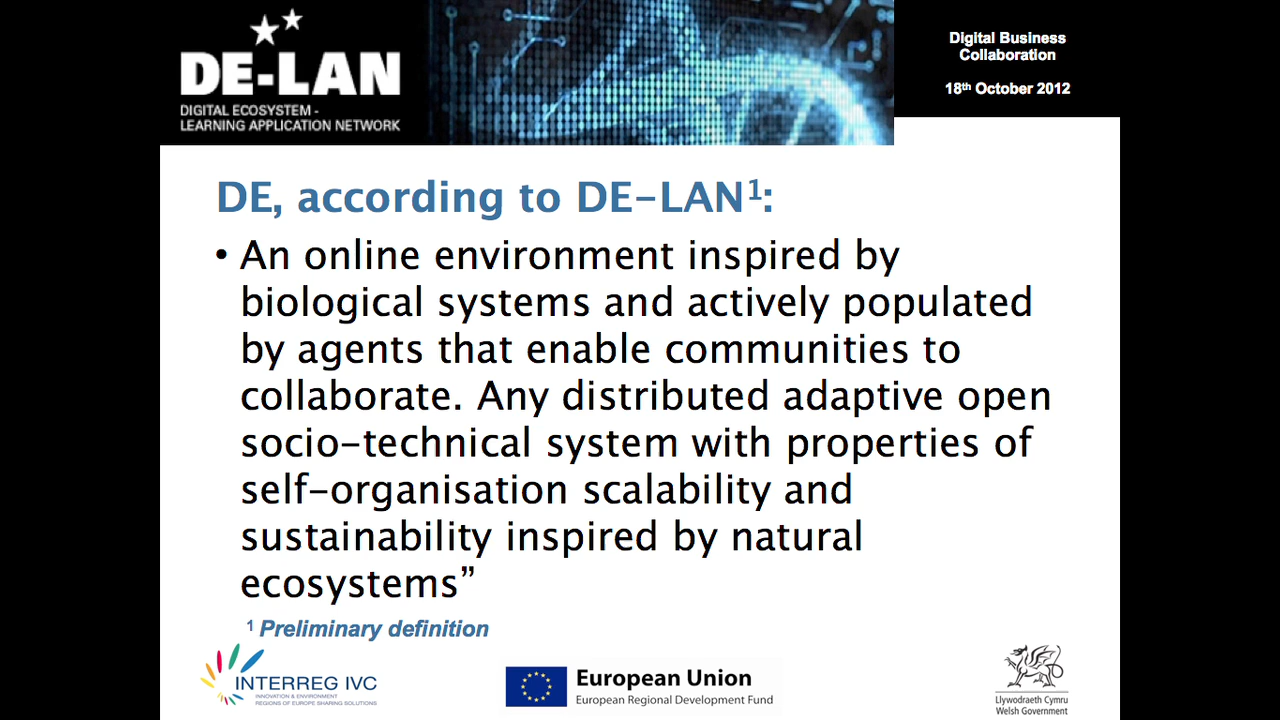 DE-LAN
DIGITAL ECOSYSTEM -
LEARNING APPLICATION NETWORK
Digital Business
Collaboration
18th October 2012
DE, according to DE-LAN1:
• An online environment inspired by
biological systems and actively populated
by agents that enable communities to
collaborate. Any distributed adaptive open
socio-technical system with properties of
self-organisation scalability and
sustainability inspired by natural
ecosystems”
1 Preliminary definition
INTERREG IVC
INNOVATION & ENVIRONMENT
REGIONS OF EUROPE SHARING SOLUTIONS
European Union
European Regional Development Fund
Llywodraeth Cymru
Welsh Government